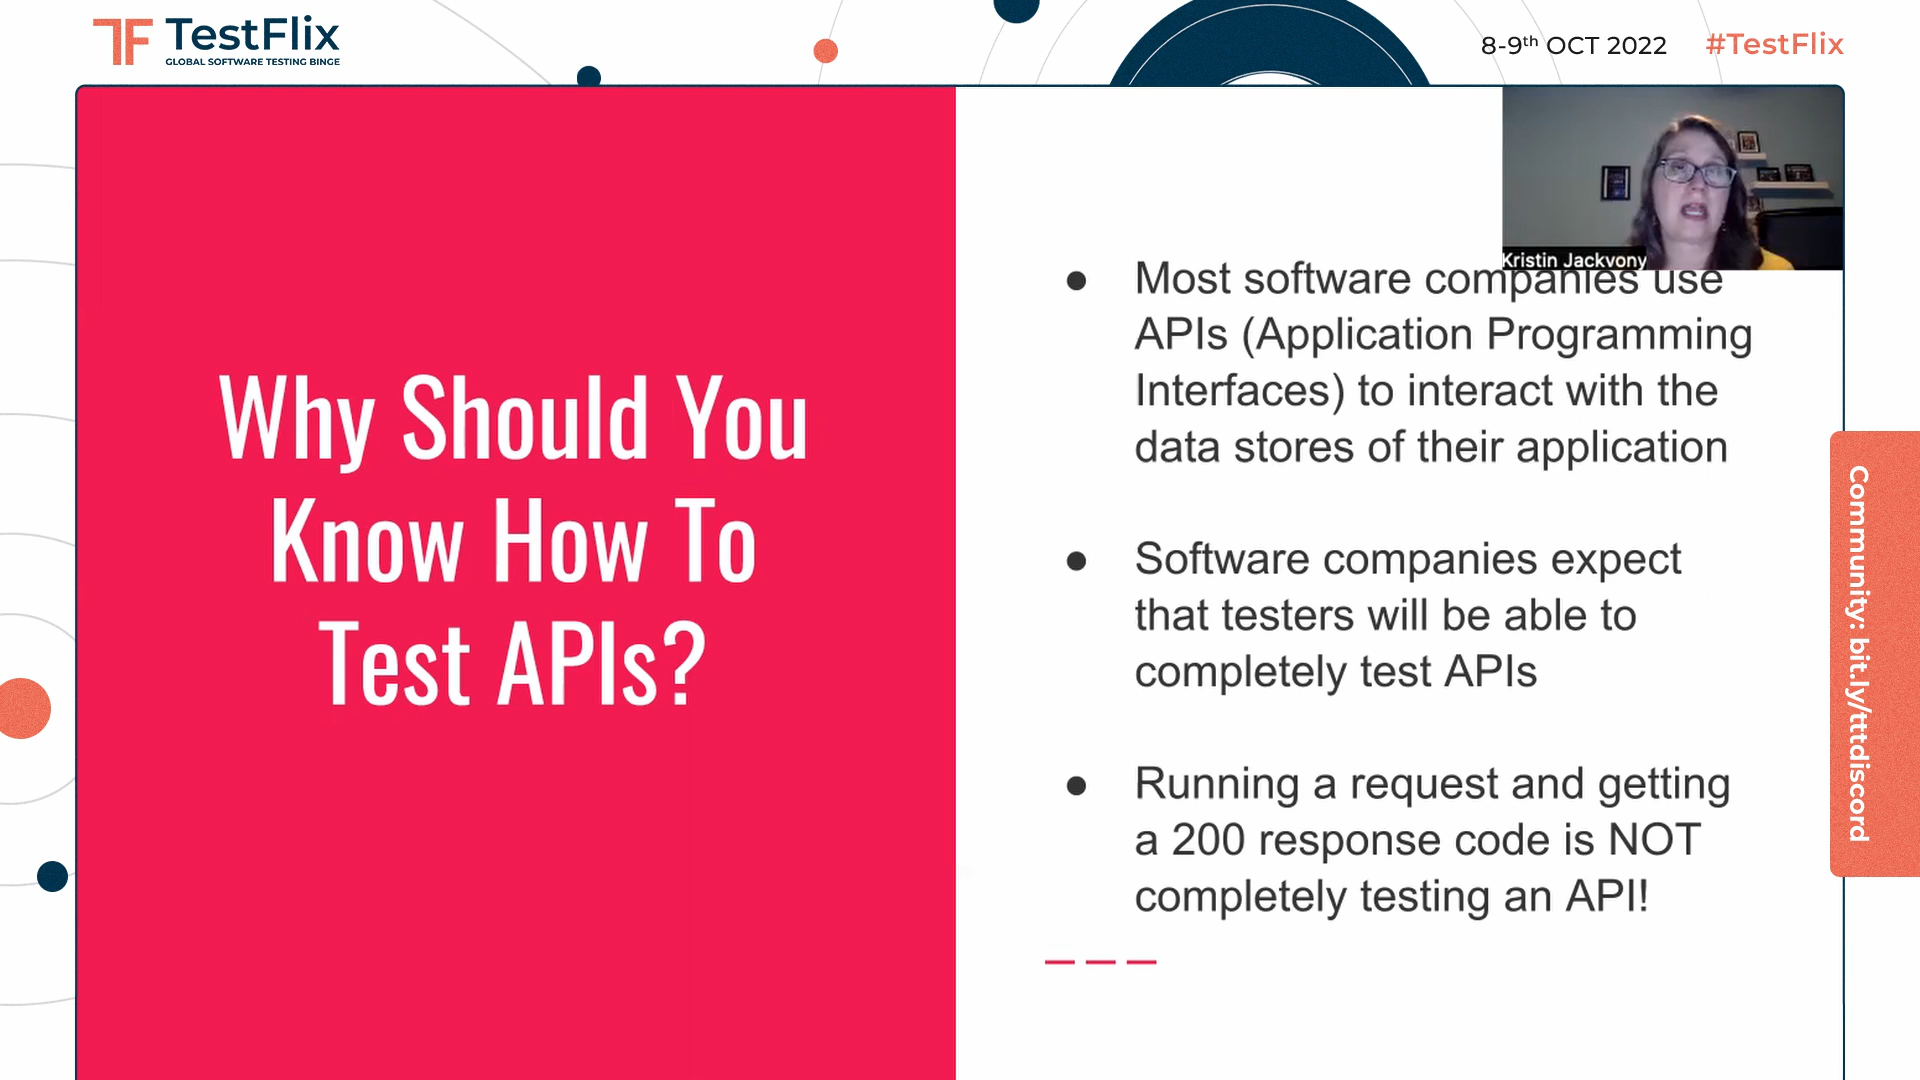 TF TestFlix
GLOBAL SOFTWARE TESTING BINGE
8-9th OCT 2022
#TestFlix
Kristin Jackvony
Why Should You
Know How To
Test APIs?
● Most software companies use
APIs (Application Programming
Interfaces) to interact with the
data stores of their application
● Software companies expect
that testers will be able to
completely test APIs
● Running a request and getting
a 200 response code is NOT
completely testing an API!
Community: bit.ly/tttdiscord